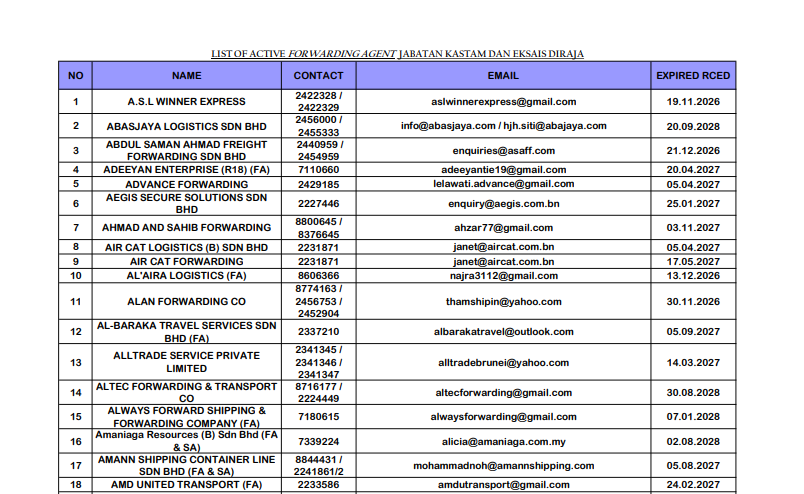 LIST OF ACTIVE FORWARDING AGENT JABATAN KASTAM DAN EKSAIS DIRAJA
NO NAME CONTACT EMAIL EXPIRED RCED
1 A.S.L WINNER EXPRESS 2422328 / 2422329 aslwinnerexpress@gmail.com 19.11.2026
2 ABASJAYA LOGISTICS SDN BHD 2456000 / 2455333 info@abasjaya.com / hjh.siti@abajaya.com 20.09.2028
3 ABDUL SAMAN AHMAD FREIGHT FORWARDING SDN BHD 2440959 / 2454959 enquiries@asaff.com 21.12.2026
4 ADEEYAN ENTERPRISE (R18) (FA) 7110660 adeeyantie19@gmail.com 20.04.2027
5 ADVANCE FORWARDING 2429185 lelawati.advance@gmail.com 05.04.2027
6 AEGIS SECURE SOLUTIONS SDN BHD 2227446 enquiry@aegis.com.bn 25.01.2027
7 AHMAD AND SAHIB FORWARDING 8800645 / 8376645 ahzar77@gmail.com 03.11.2027
8 AIR CAT LOGISTICS (B) SDN BHD 2231871 janet@aircat.com.bn 05.04.2027
9 AIR CAT FORWARDING 2231871 janet@aircat.com.bn 17.05.2027
10 AL'AIRA LOGISTICS (FA) 8606366 najra3112@gmail.com 13.12.2026
11 ALAN FORWARDING CO 8774163 / 2456753 / 2452904 thamshipin@yahoo.com 30.11.2026
12 AL-BARAKA TRAVEL SERVICES SDN BHD (FA) 2337210 albarakatravel@outlook.com 05.09.2027
13 ALLTRADE SERVICE PRIVATE LIMITED 2341345 / 2341346 / 2341347 alltradebrunei@yahoo.com 14.03.2027
14 ALTEC FORWARDING & TRANSPORT CO 8716177 / 2224449 altecforwarding@gmail.com 30.08.2028
15 ALWAYS FORWARD SHIPPING & FORWARDING COMPANY (FA) 7180615 alwaysforwarding@gmail.com 07.01.2028
16 Amaniaga Resources (B) Sdn Bhd (FA & SA) 7339224 alicia@amaniaga.com.my 02.08.2028
17 AMANN SHIPPING CONTAINER LINE SDN BHD (FA & SA) 8844431 / 2241861/2 mohammadnoh@amannshipping.com 05.08.2027
18 AMD UNITED TRANSPORT (FA) 2233586 amdutransport@gmail.com 24.02.2027